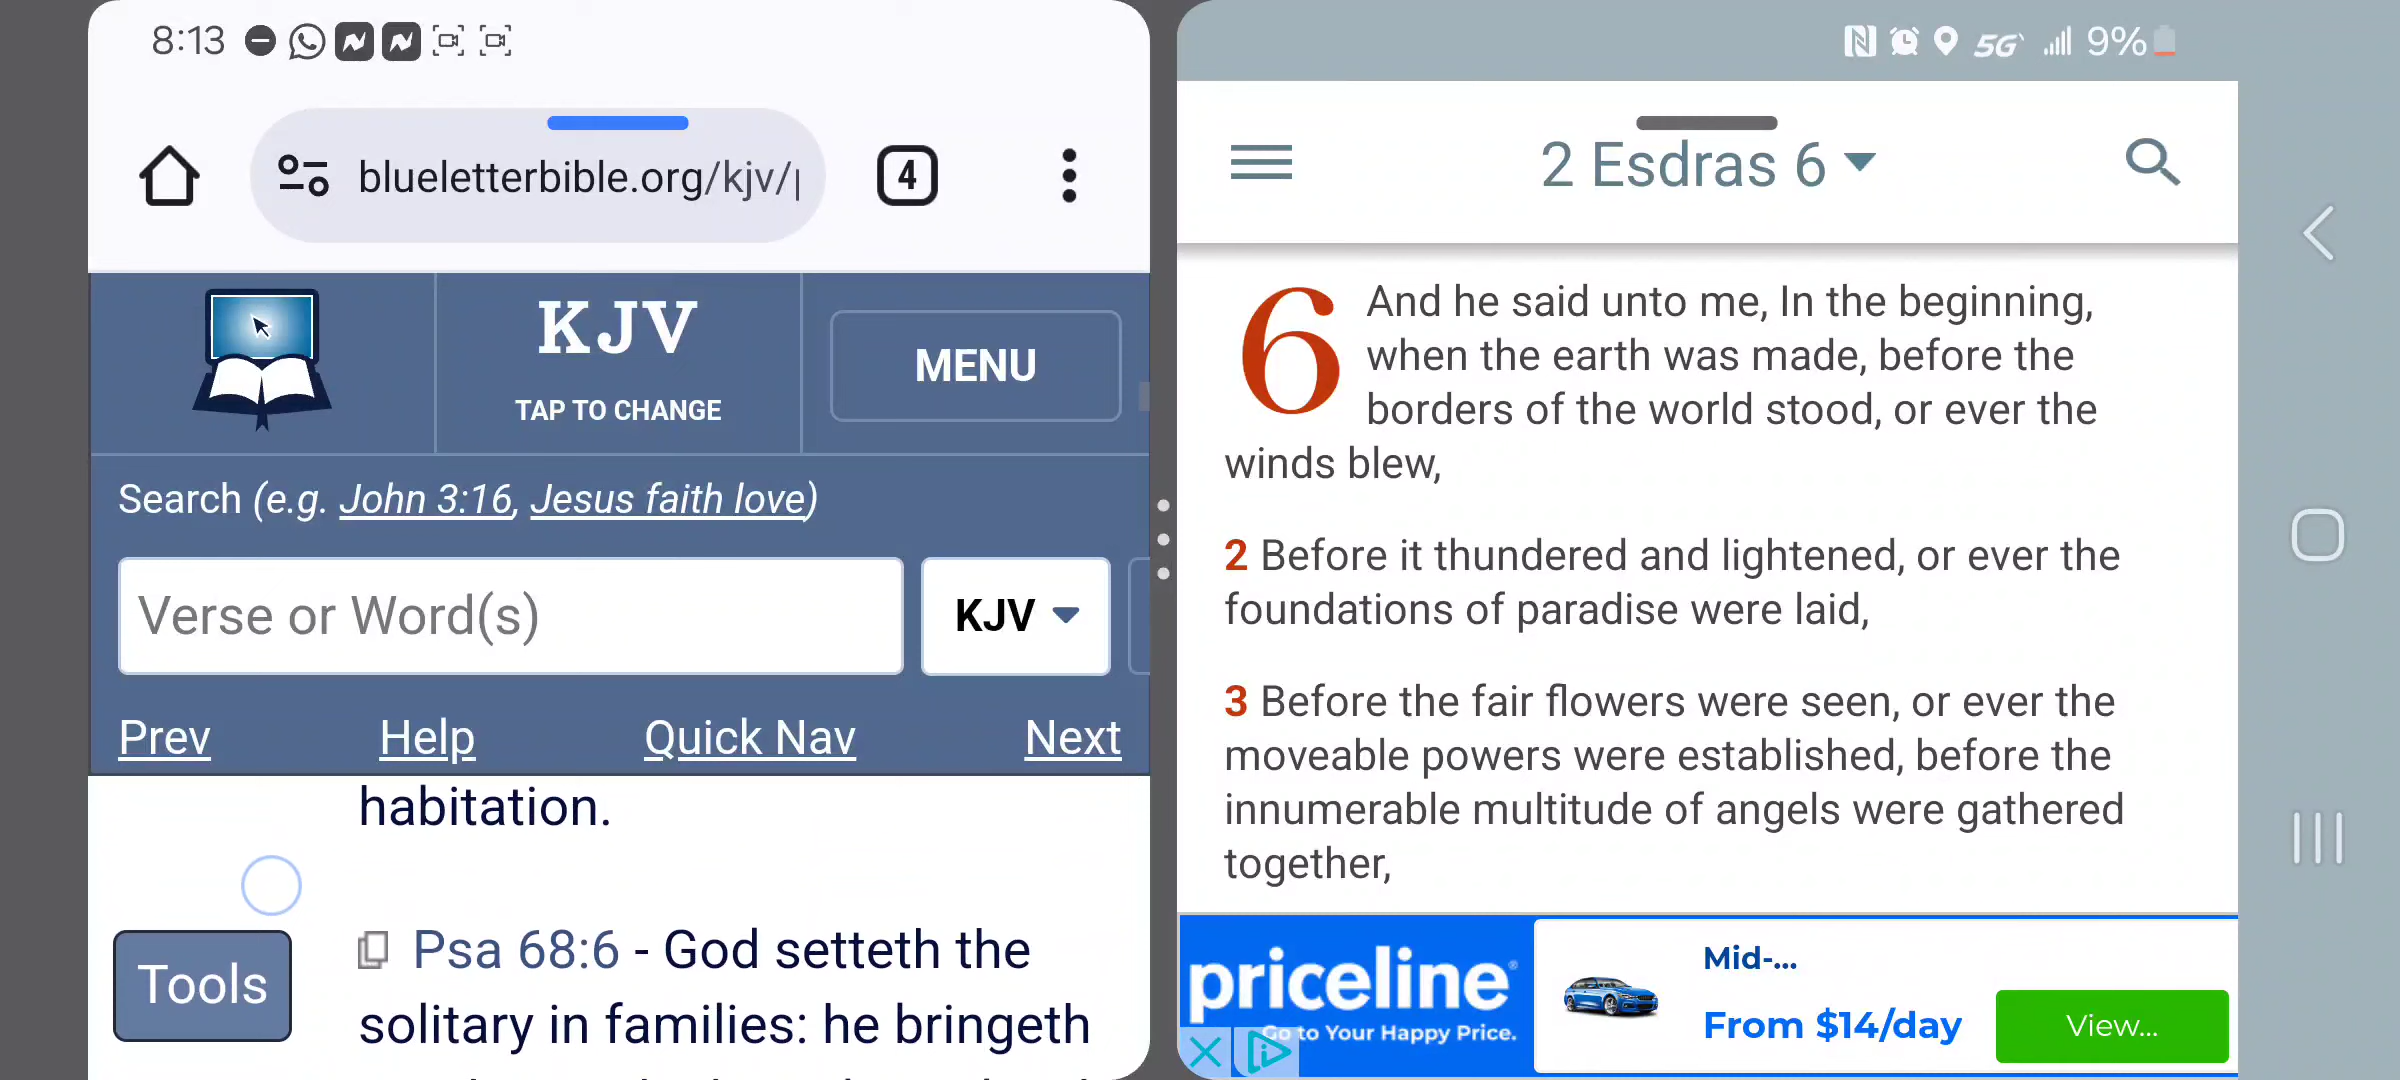 8:13
blueletterbible.org/kjv/
4
KJV
TAP TO CHANGE
MENU
Search (e.g. John 3:16, Jesus faith love)
Verse or Word(s)
KJV
Prev
Help
Quick Nav
Next
habitation.
Tools
Psa 68:6 - God setteth the
solitary in families: he bringeth
5G
9%
2 Esdras 6
6
And he said unto me, In the beginning,
when the earth was made, before the
borders of the world stood, or ever the
winds blew,
2 Before it thundered and lightened, or ever the
foundations of paradise were laid,
3 Before the fair flowers were seen, or ever the
moveable powers were established, before the
innumerable multitude of angels were gathered
together,
priceline®
Go to Your Happy Price.
Mid-...
From $14/day
View...